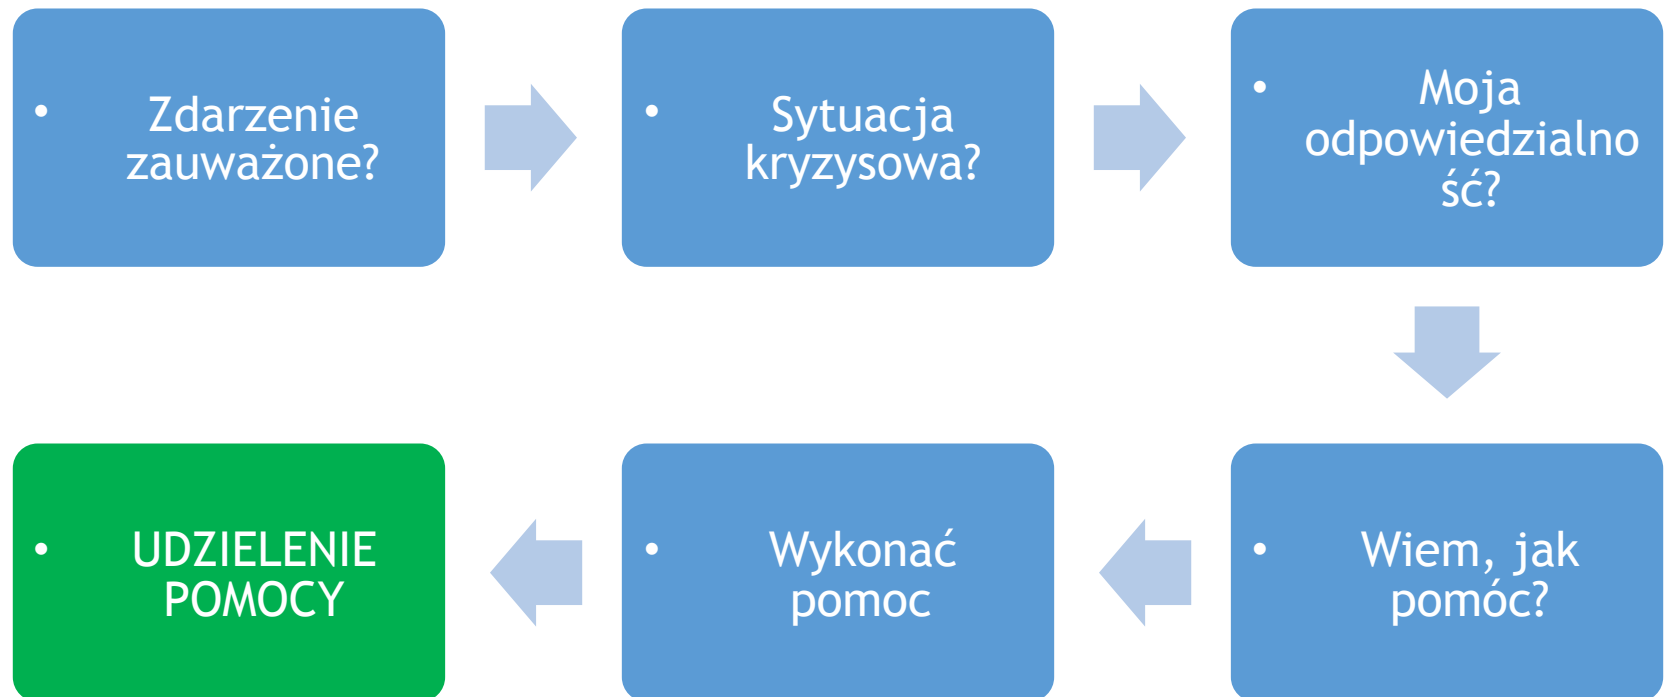 • Zdarzenie
zauważone?
• Sytuacja
kryzysowa?
• Moja
odpowiedzialno
ść?
• Wiem, jak
pomóc?
• Wykonać
pomoc
• UDZIELENIE
POMOCY